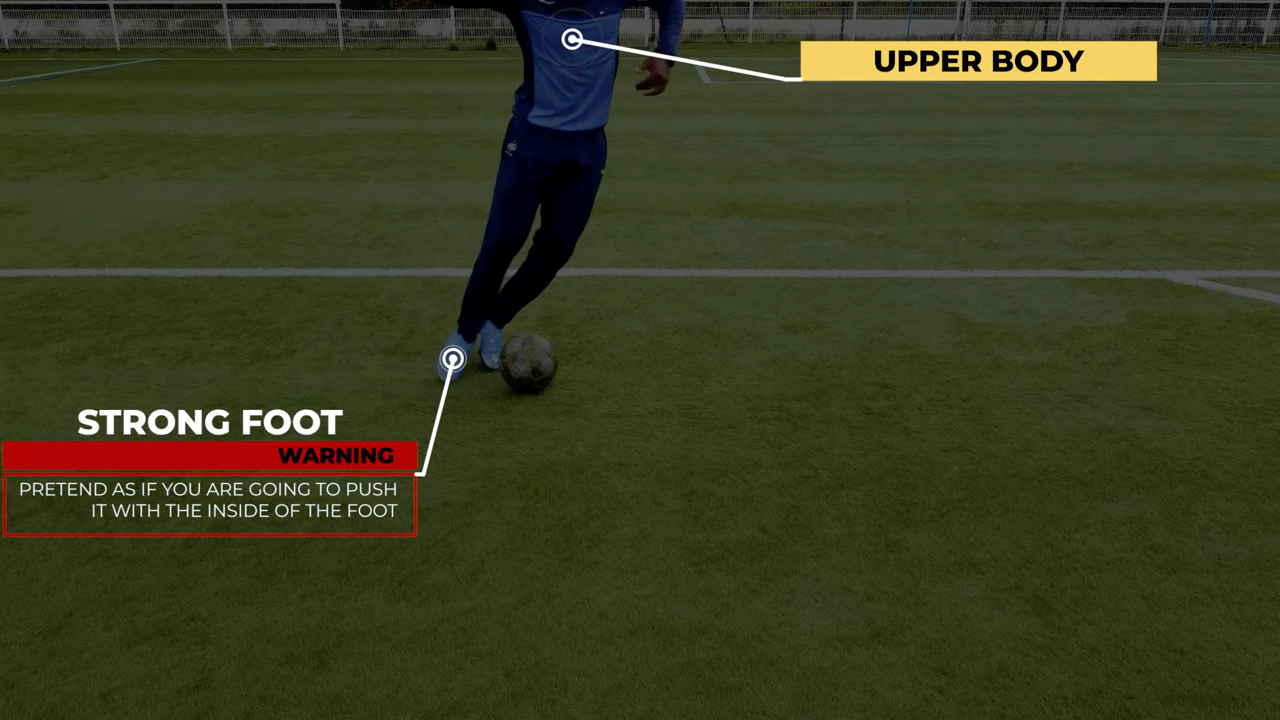 UPPER BODY
STRONG FOOT
WARNING
PRETEND AS IF YOU ARE GOING TO PUSH
IT WITH THE INSIDE OF THE FOOT